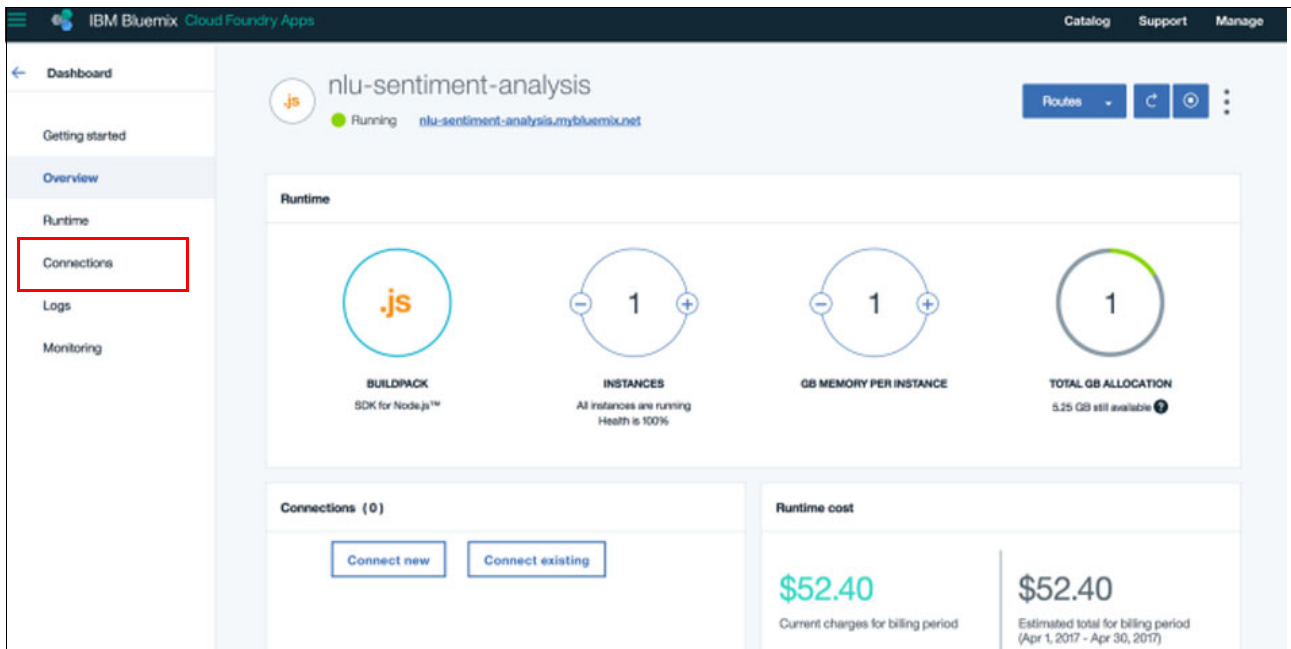 IBM Bluemix Cloud Foundry Apps
Catalog Support Manage
Dashboard
Getting started
Overview
Runtime
Connections
Logs
Monitoring
.js
nlu-sentiment-analysis
Running nlu-sentiment-analysis.mybluemix.net
Routes
Runtime
.js
BUILDPACK
SDK for Node.js™
1
INSTANCES
All instances are running
Health is 100%
1
GB MEMORY PER INSTANCE
1
TOTAL GB ALLOCATION
5.25 GB still available ?
Connections (0)
Connect new
Connect existing
Runtime cost
$52.40
Current charges for billing period
$52.40
Estimated total for billing period
(Apr 1, 2017 - Apr 30, 2017)